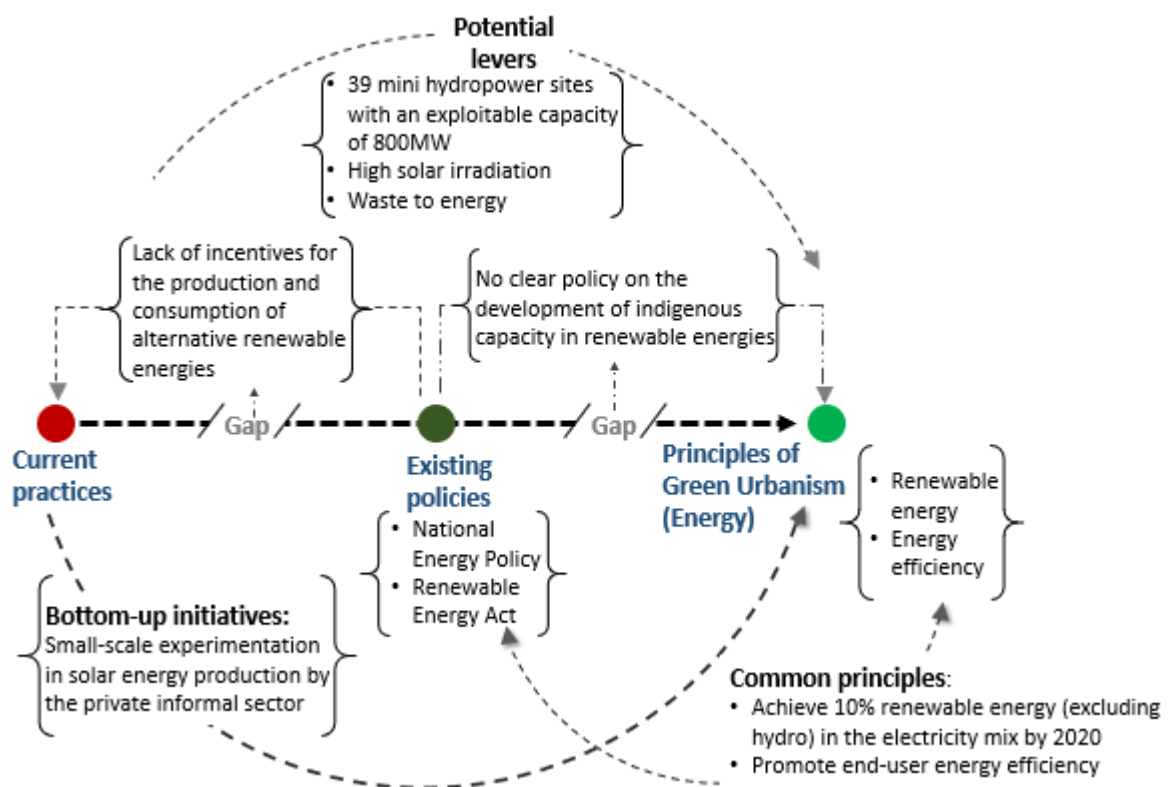 Potential
levers
• 39 mini hydropower sites
with an exploitable capacity
of 800MW
• High solar irradiation
• Waste to energy
Lack of incentives for
the production and
consumption of
alternative renewable
energies
No clear policy on the
development of indigenous
capacity in renewable energies
Gap
Gap
Current
practices
Existing
policies
Principles of
Green Urbanism
(Energy)
• National
Energy Policy
• Renewable
Energy Act
• Renewable
energy
• Energy
efficiency
Bottom-up initiatives:
Small-scale experimentation
in solar energy production by
the private informal sector
Common principles:
• Achieve 10% renewable energy (excluding
hydro) in the electricity mix by 2020
• Promote end-user energy efficiency